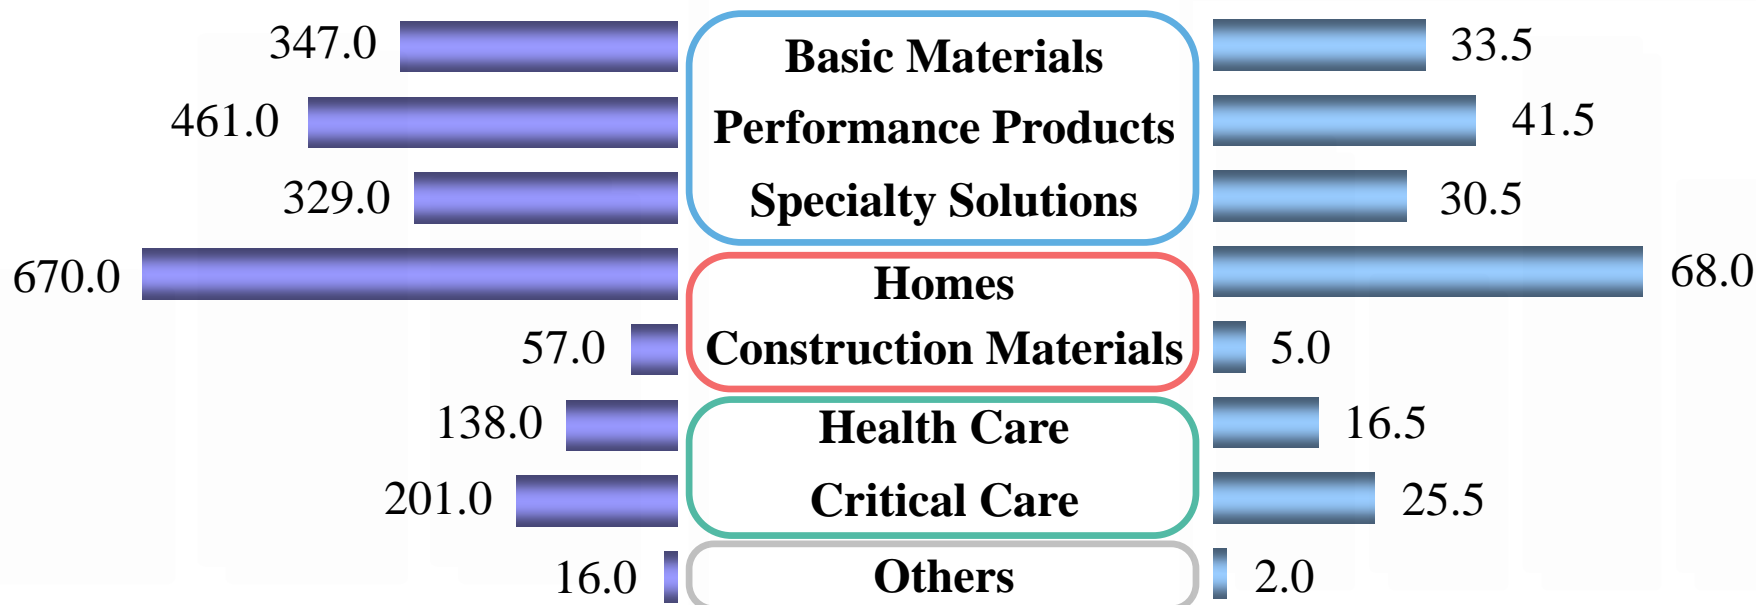 347.0 Basic Materials 33.5
461.0 Performance Products 41.5
329.0 Specialty Solutions 30.5
670.0 Homes 68.0
57.0 Construction Materials 5.0
138.0 Health Care 16.5
201.0 Critical Care 25.5
16.0 Others 2.0